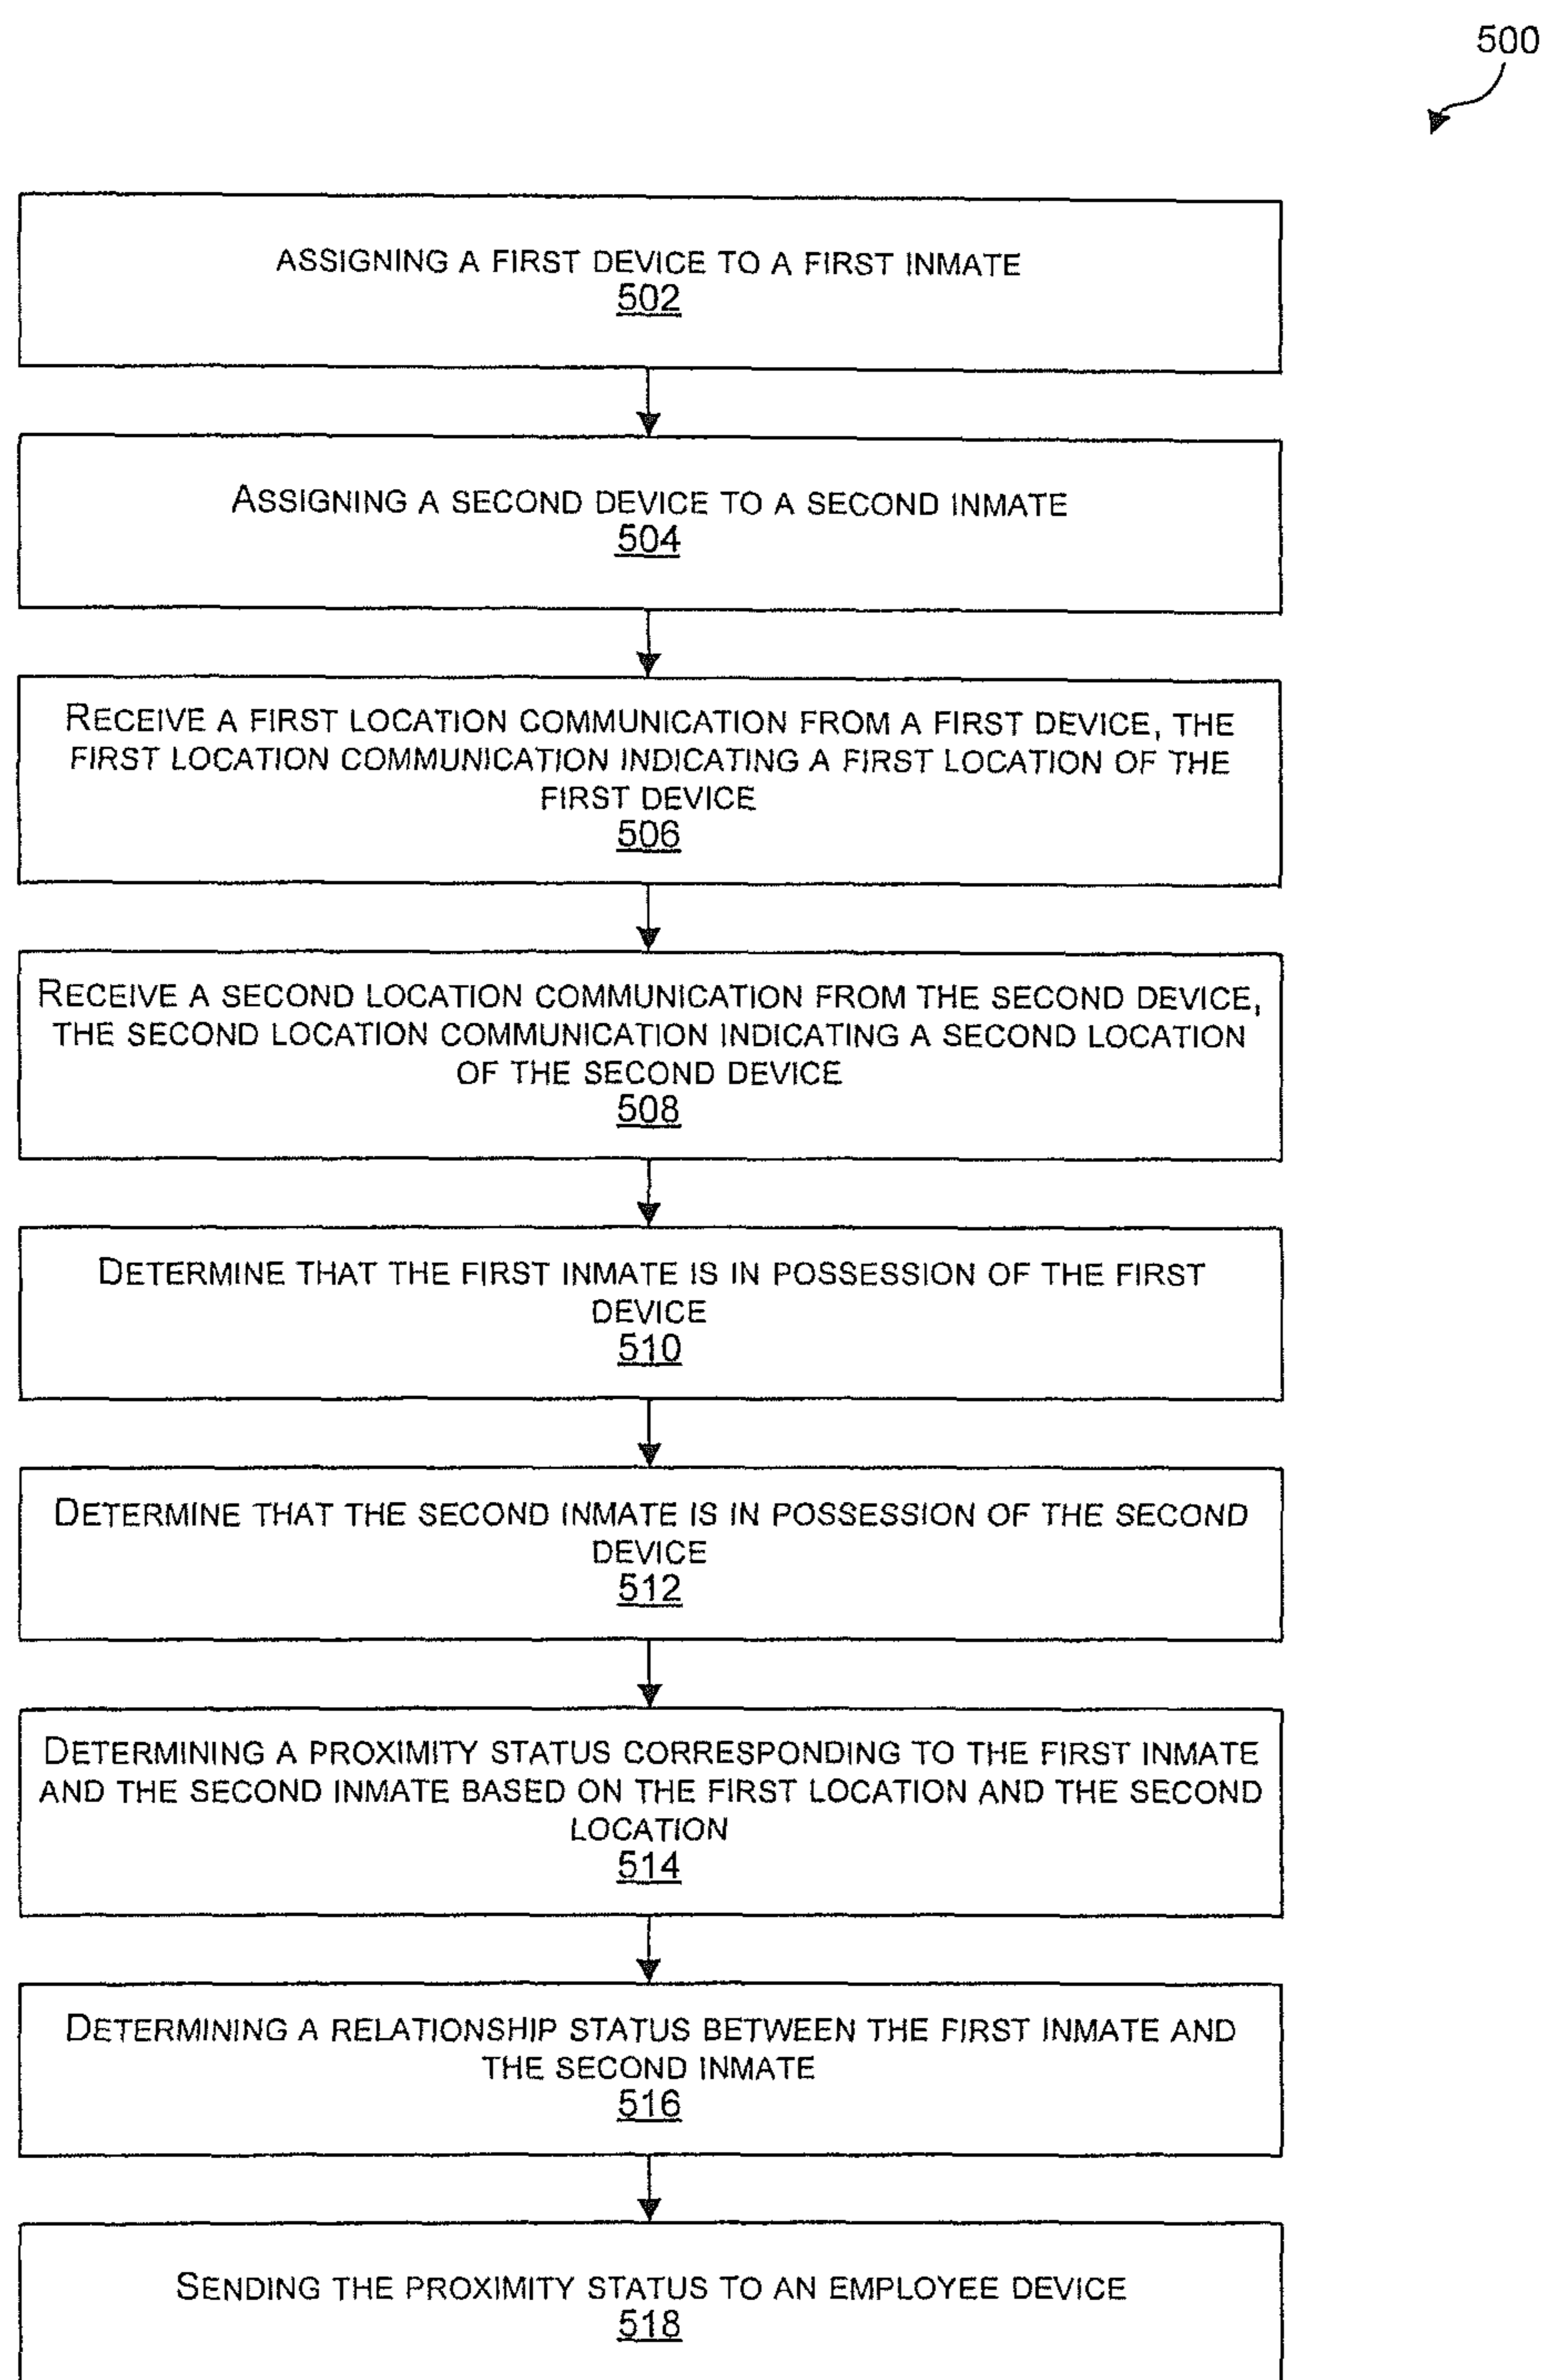 500
ASSIGNING A FIRST DEVICE TO A FIRST INMATE
502
ASSIGNING A SECOND DEVICE TO A SECOND INMATE
504
RECEIVE A FIRST LOCATION COMMUNICATION FROM A FIRST DEVICE, THE
FIRST LOCATION COMMUNICATION INDICATING A FIRST LOCATION OF THE
FIRST DEVICE
506
RECEIVE A SECOND LOCATION COMMUNICATION FROM THE SECOND DEVICE,
THE SECOND LOCATION COMMUNICATION INDICATING A SECOND LOCATION
OF THE SECOND DEVICE
508
DETERMINE THAT THE FIRST INMATE IS IN POSSESSION OF THE FIRST
DEVICE
510
DETERMINE THAT THE SECOND INMATE IS IN POSSESSION OF THE SECOND
DEVICE
512
DETERMINING A PROXIMITY STATUS CORRESPONDING TO THE FIRST INMATE
AND THE SECOND INMATE BASED ON THE FIRST LOCATION AND THE SECOND
LOCATION
514
DETERMINING A RELATIONSHIP STATUS BETWEEN THE FIRST INMATE AND
THE SECOND INMATE
516
SENDING THE PROXIMITY STATUS TO AN EMPLOYEE DEVICE
518